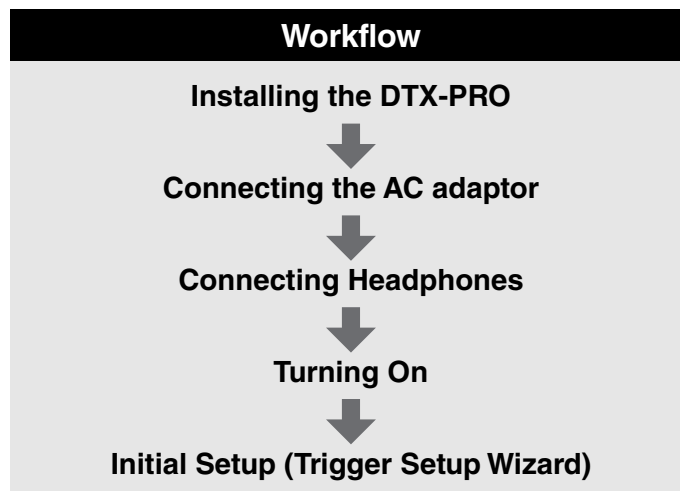 Workflow
Installing the DTX-PRO
Connecting the AC adaptor
Connecting Headphones
Turning On
Initial Setup (Trigger Setup Wizard)